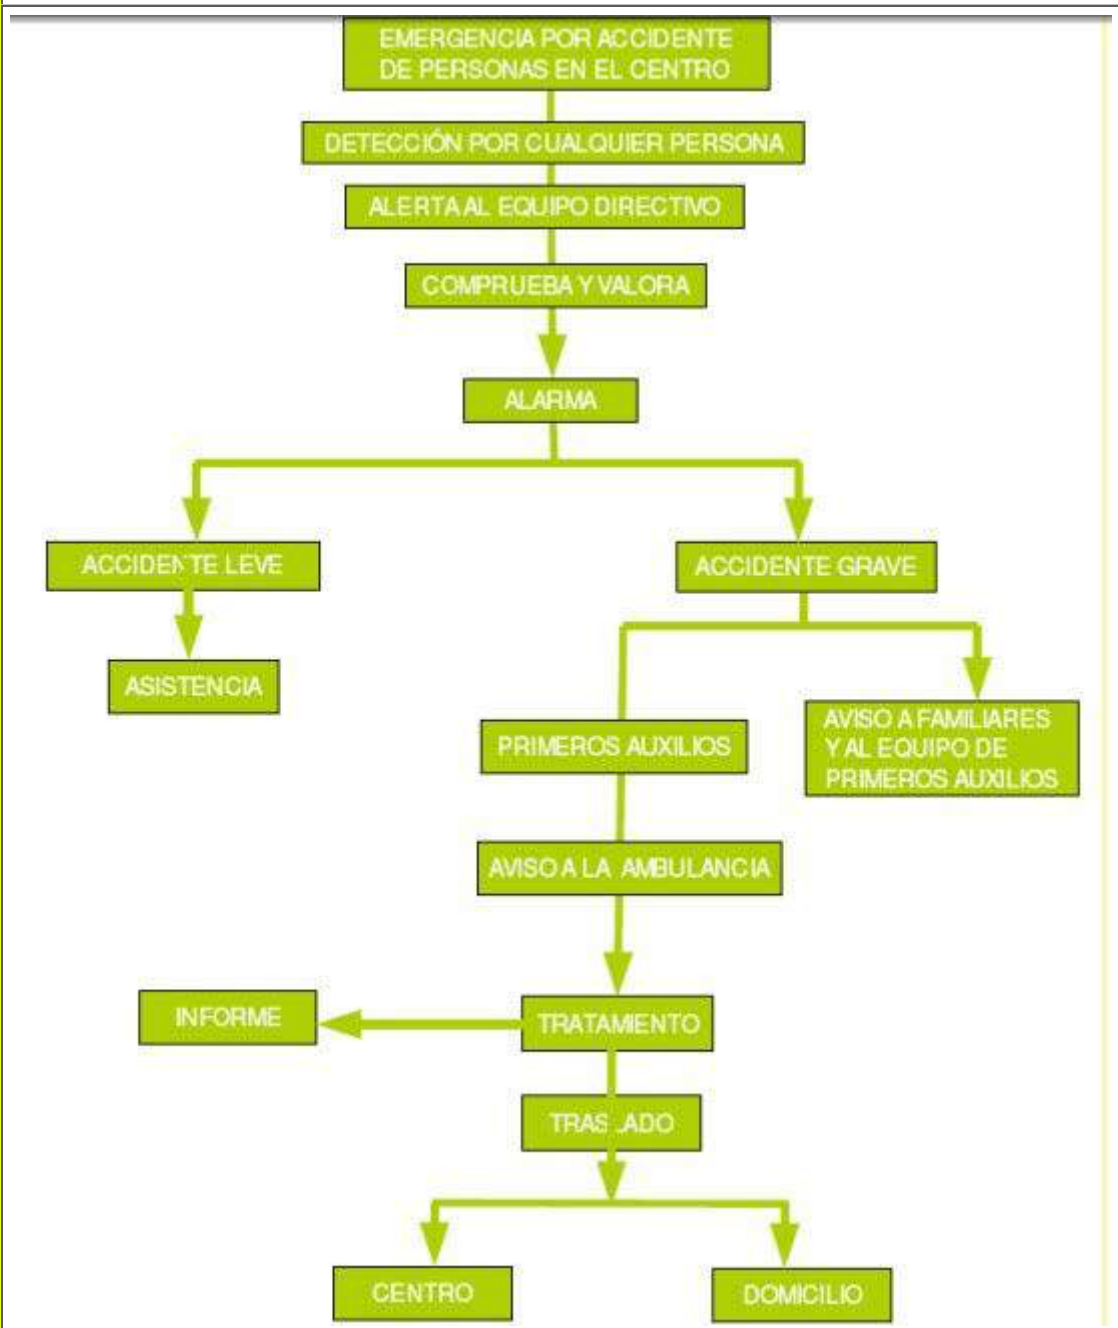 EMERGENCIA POR ACCIDENTE
DE PERSONAS EN EL CENTRO
DETECCIÓN POR CUALQUIER PERSONA
ALERTA AL EQUIPO DIRECTIVO
COMPRUEBA Y VALORA
ALARMA
ACCIDENTE LEVE
ACCIDENTE GRAVE
ASISTENCIA
PRIMEROS AUXILIOS
AVISO A FAMILIARES
Y AL EQUIPO DE
PRIMEROS AUXILIOS
AVISO A LA AMBULANCIA
INFORME
TRATAMIENTO
TRASLADO
CENTRO
DOMICILIO